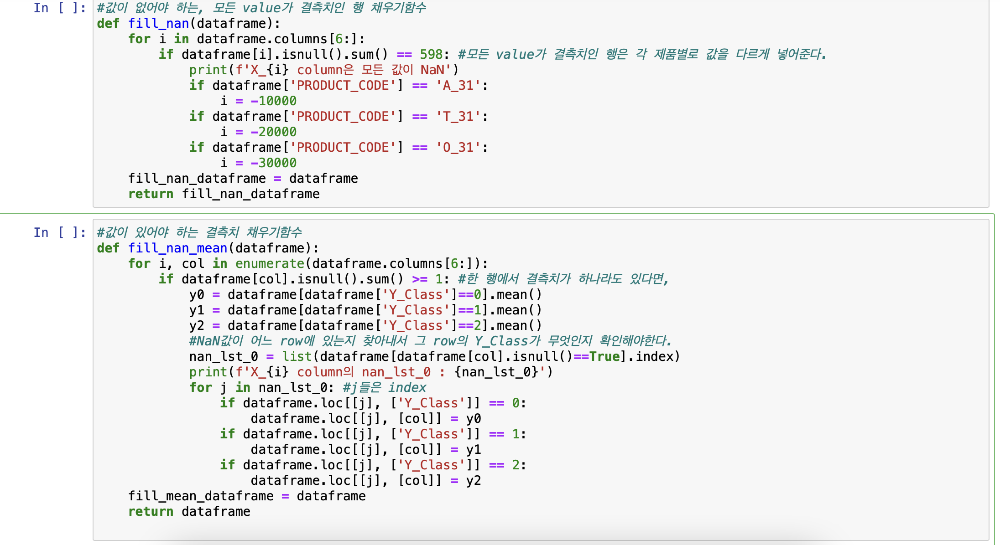 In [ ]: #값이 없어야 하는, 모든 value가 결측치인 행 채우기함수
def fill_nan(dataframe):
    for i in dataframe.columns[6:]:
        if dataframe[i].isnull().sum() == 598: #모든 value가 결측치인 행은 각 제품별로 값을 다르게 넣어준다.
            print(f'X_{i} column은 모든 값이 NaN')
            if dataframe['PRODUCT_CODE'] == 'A_31':
                i = -10000
            if dataframe['PRODUCT_CODE'] == 'T_31':
                i = -20000
            if dataframe['PRODUCT_CODE'] == 'O_31':
                i = -30000
    fill_nan_dataframe = dataframe
    return fill_nan_dataframe
In [ ]: #값이 있어야 하는 결측치 채우기함수
def fill_nan_mean(dataframe):
    for i, col in enumerate(dataframe.columns[6:]):
        if dataframe[col].isnull().sum() >= 1: #한 행에서 결측치가 하나라도 있다면,
            y0 = dataframe[dataframe['Y_Class']==0].mean()
            y1 = dataframe[dataframe['Y_Class']==1].mean()
            y2 = dataframe[dataframe['Y_Class']==2].mean()
            #NaN값이 어느 row에 있는지 찾아내서 그 row의 Y_Class가 무엇인지 확인해야한다.
            nan_lst_0 = list(dataframe[dataframe[col].isnull()==True].index)
            print(f'X_{i} column의 nan_lst_0 : {nan_lst_0}')
            for j in nan_lst_0: #j들은 index
                if dataframe.loc[[j], ['Y_Class']] == 0:
                    dataframe.loc[[j], [col]] = y0
                if dataframe.loc[[j], ['Y_Class']] == 1:
                    dataframe.loc[[j], [col]] = y1
                if dataframe.loc[[j], ['Y_Class']] == 2:
                    dataframe.loc[[j], [col]] = y2
    fill_mean_dataframe = dataframe
    return dataframe